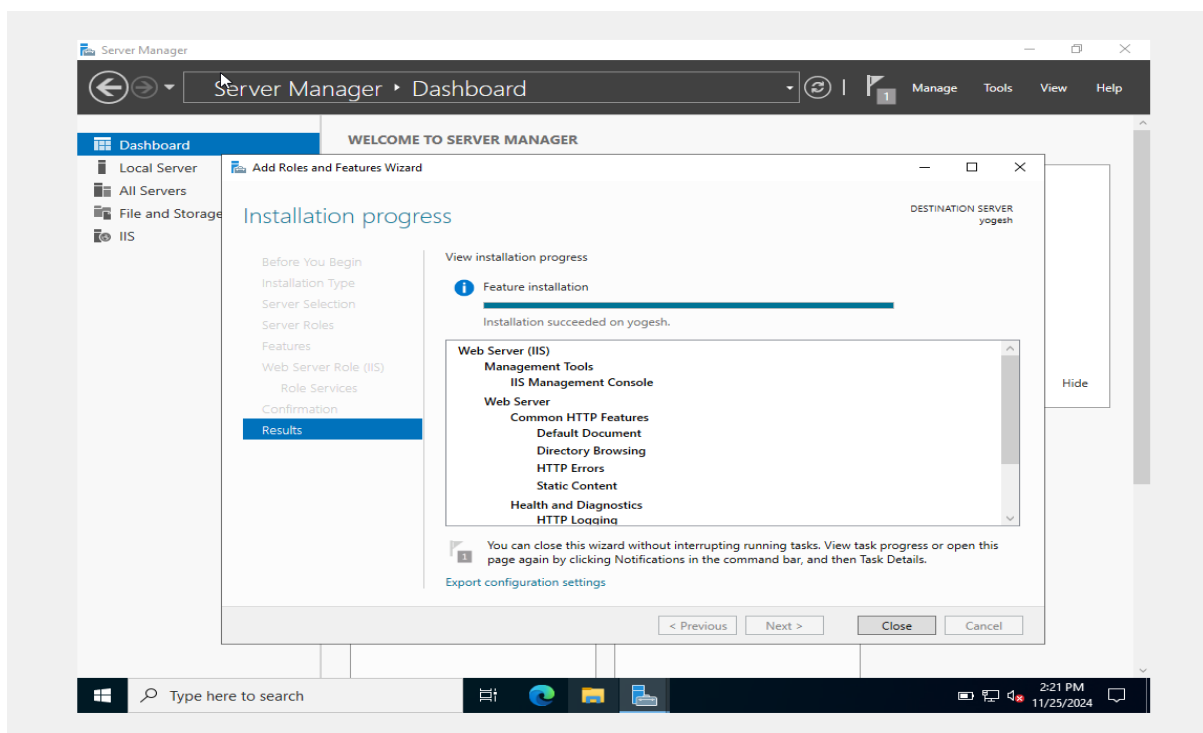 Server Manager
Server Manager ‣ Dashboard
1
Manage Tools View Help
Dashboard
Local Server
All Servers
File and Storage
IIS
WELCOME TO SERVER MANAGER
Add Roles and Features Wizard
Installation progress
DESTINATION SERVER
yogesh
Before You Begin
Installation Type
Server Selection
Server Roles
Features
Web Server Role (IIS)
Role Services
Confirmation
Results
View installation progress
Feature installation
Installation succeeded on yogesh.
Web Server (IIS)
Management Tools
IIS Management Console
Web Server
Common HTTP Features
Default Document
Directory Browsing
HTTP Errors
Static Content
Health and Diagnostics
HTTP Logging
1
You can close this wizard without interrupting running tasks. View task progress or open this
page again by clicking Notifications in the command bar, and then Task Details.
Export configuration settings
< Previous Next > Close Cancel
Hide
Type here to search
2:21 PM
11/25/2024